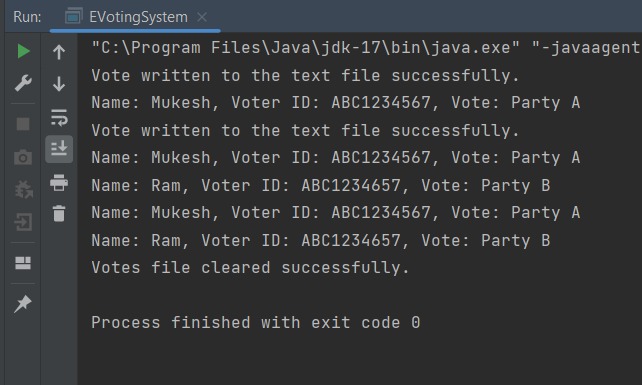 Run: EVotingSystem
"C:\Program Files\Java\jdk-17\bin\java.exe" "-javaagent
Vote written to the text file successfully.
Name: Mukesh, Voter ID: ABC1234567, Vote: Party A
Vote written to the text file successfully.
Name: Mukesh, Voter ID: ABC1234567, Vote: Party A
Name: Ram, Voter ID: ABC3234657, Vote: Party B
Name: Mukesh, Voter ID: ABC1234567, Vote: Party A
Name: Ram, Voter ID: ABC3234657, Vote: Party B
Votes file cleared successfully.
Process finished with exit code 0